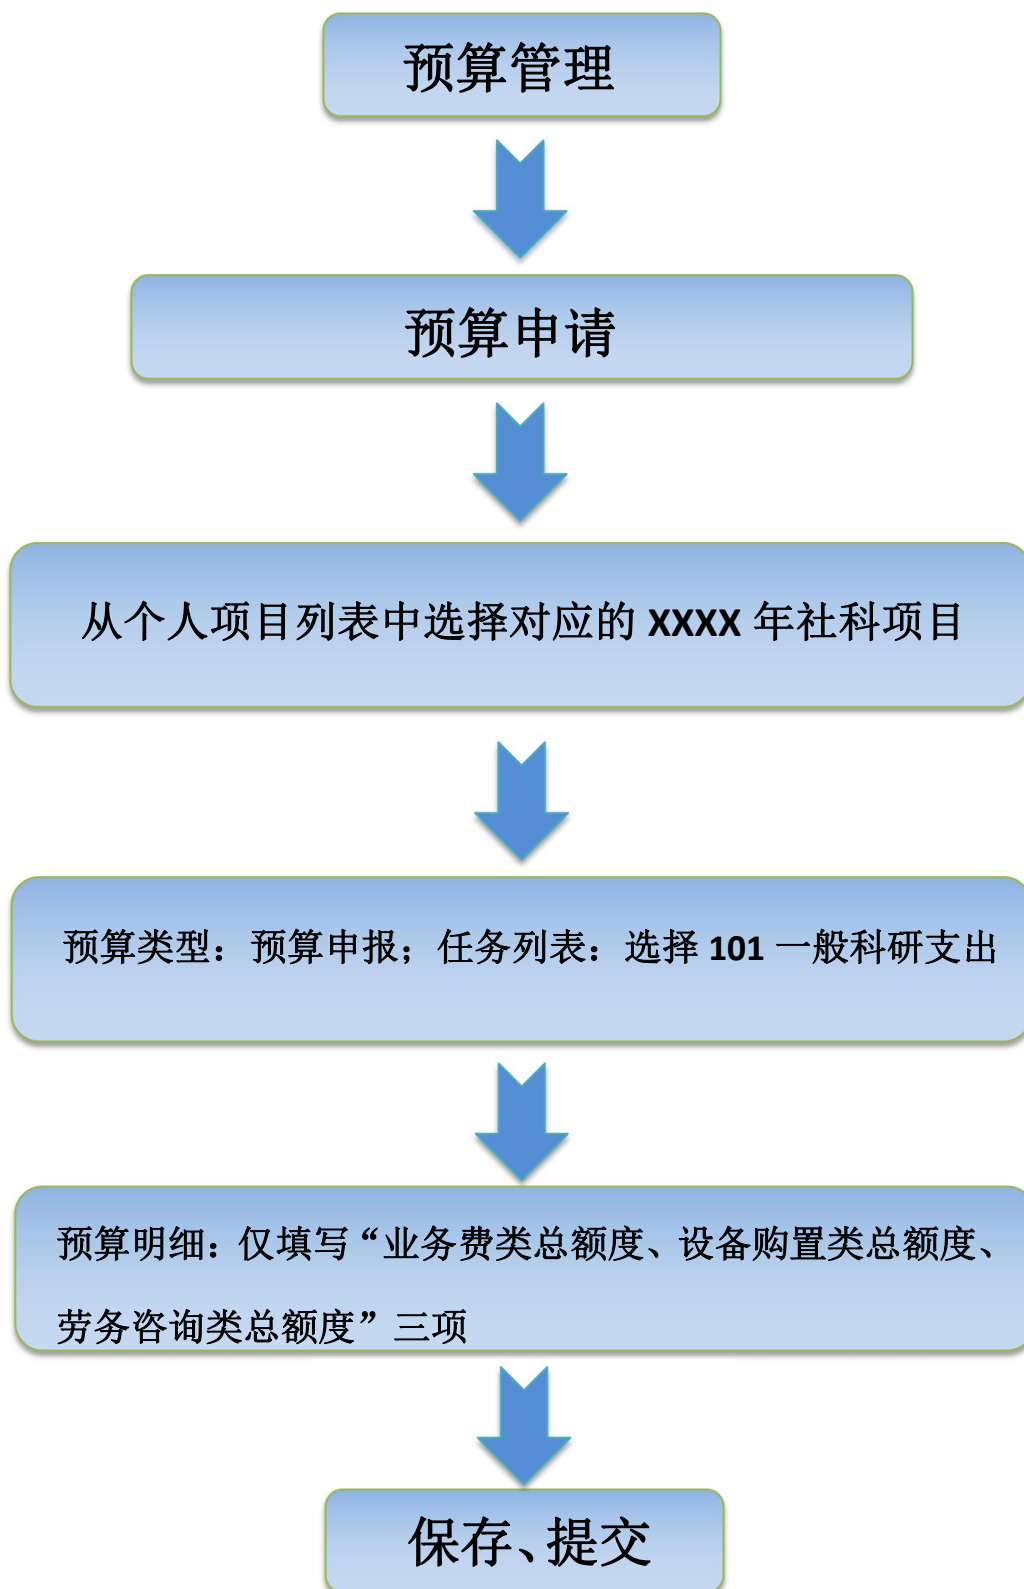 预算管理
预算申请
从个人项目列表中选择对应的 XXXX 年社科项目
预算类型：预算申报；任务列表：选择 101 一般科研支出
预算明细：仅填写“业务费类总额度、设备购置类总额度、
劳务咨询类总额度”三项
保存、提交